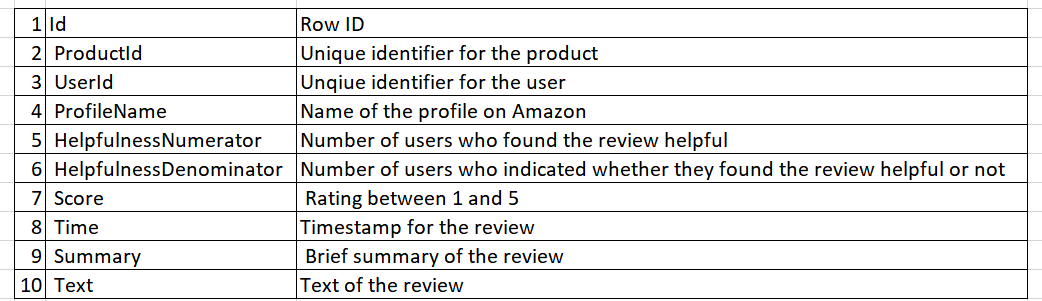 1 Id Row ID
2 ProductId Unique identifier for the product
3 UserId Unqiue identifier for the user
4 ProfileName Name of the profile on Amazon
5 HelpfulnessNumerator Number of users who found the review helpful
6 HelpfulnessDenominator Number of users who indicated whether they found the review helpful or not
7 Score Rating between 1 and 5
8 Time Timestamp for the review
9 Summary Brief summary of the review
10 Text Text of the review